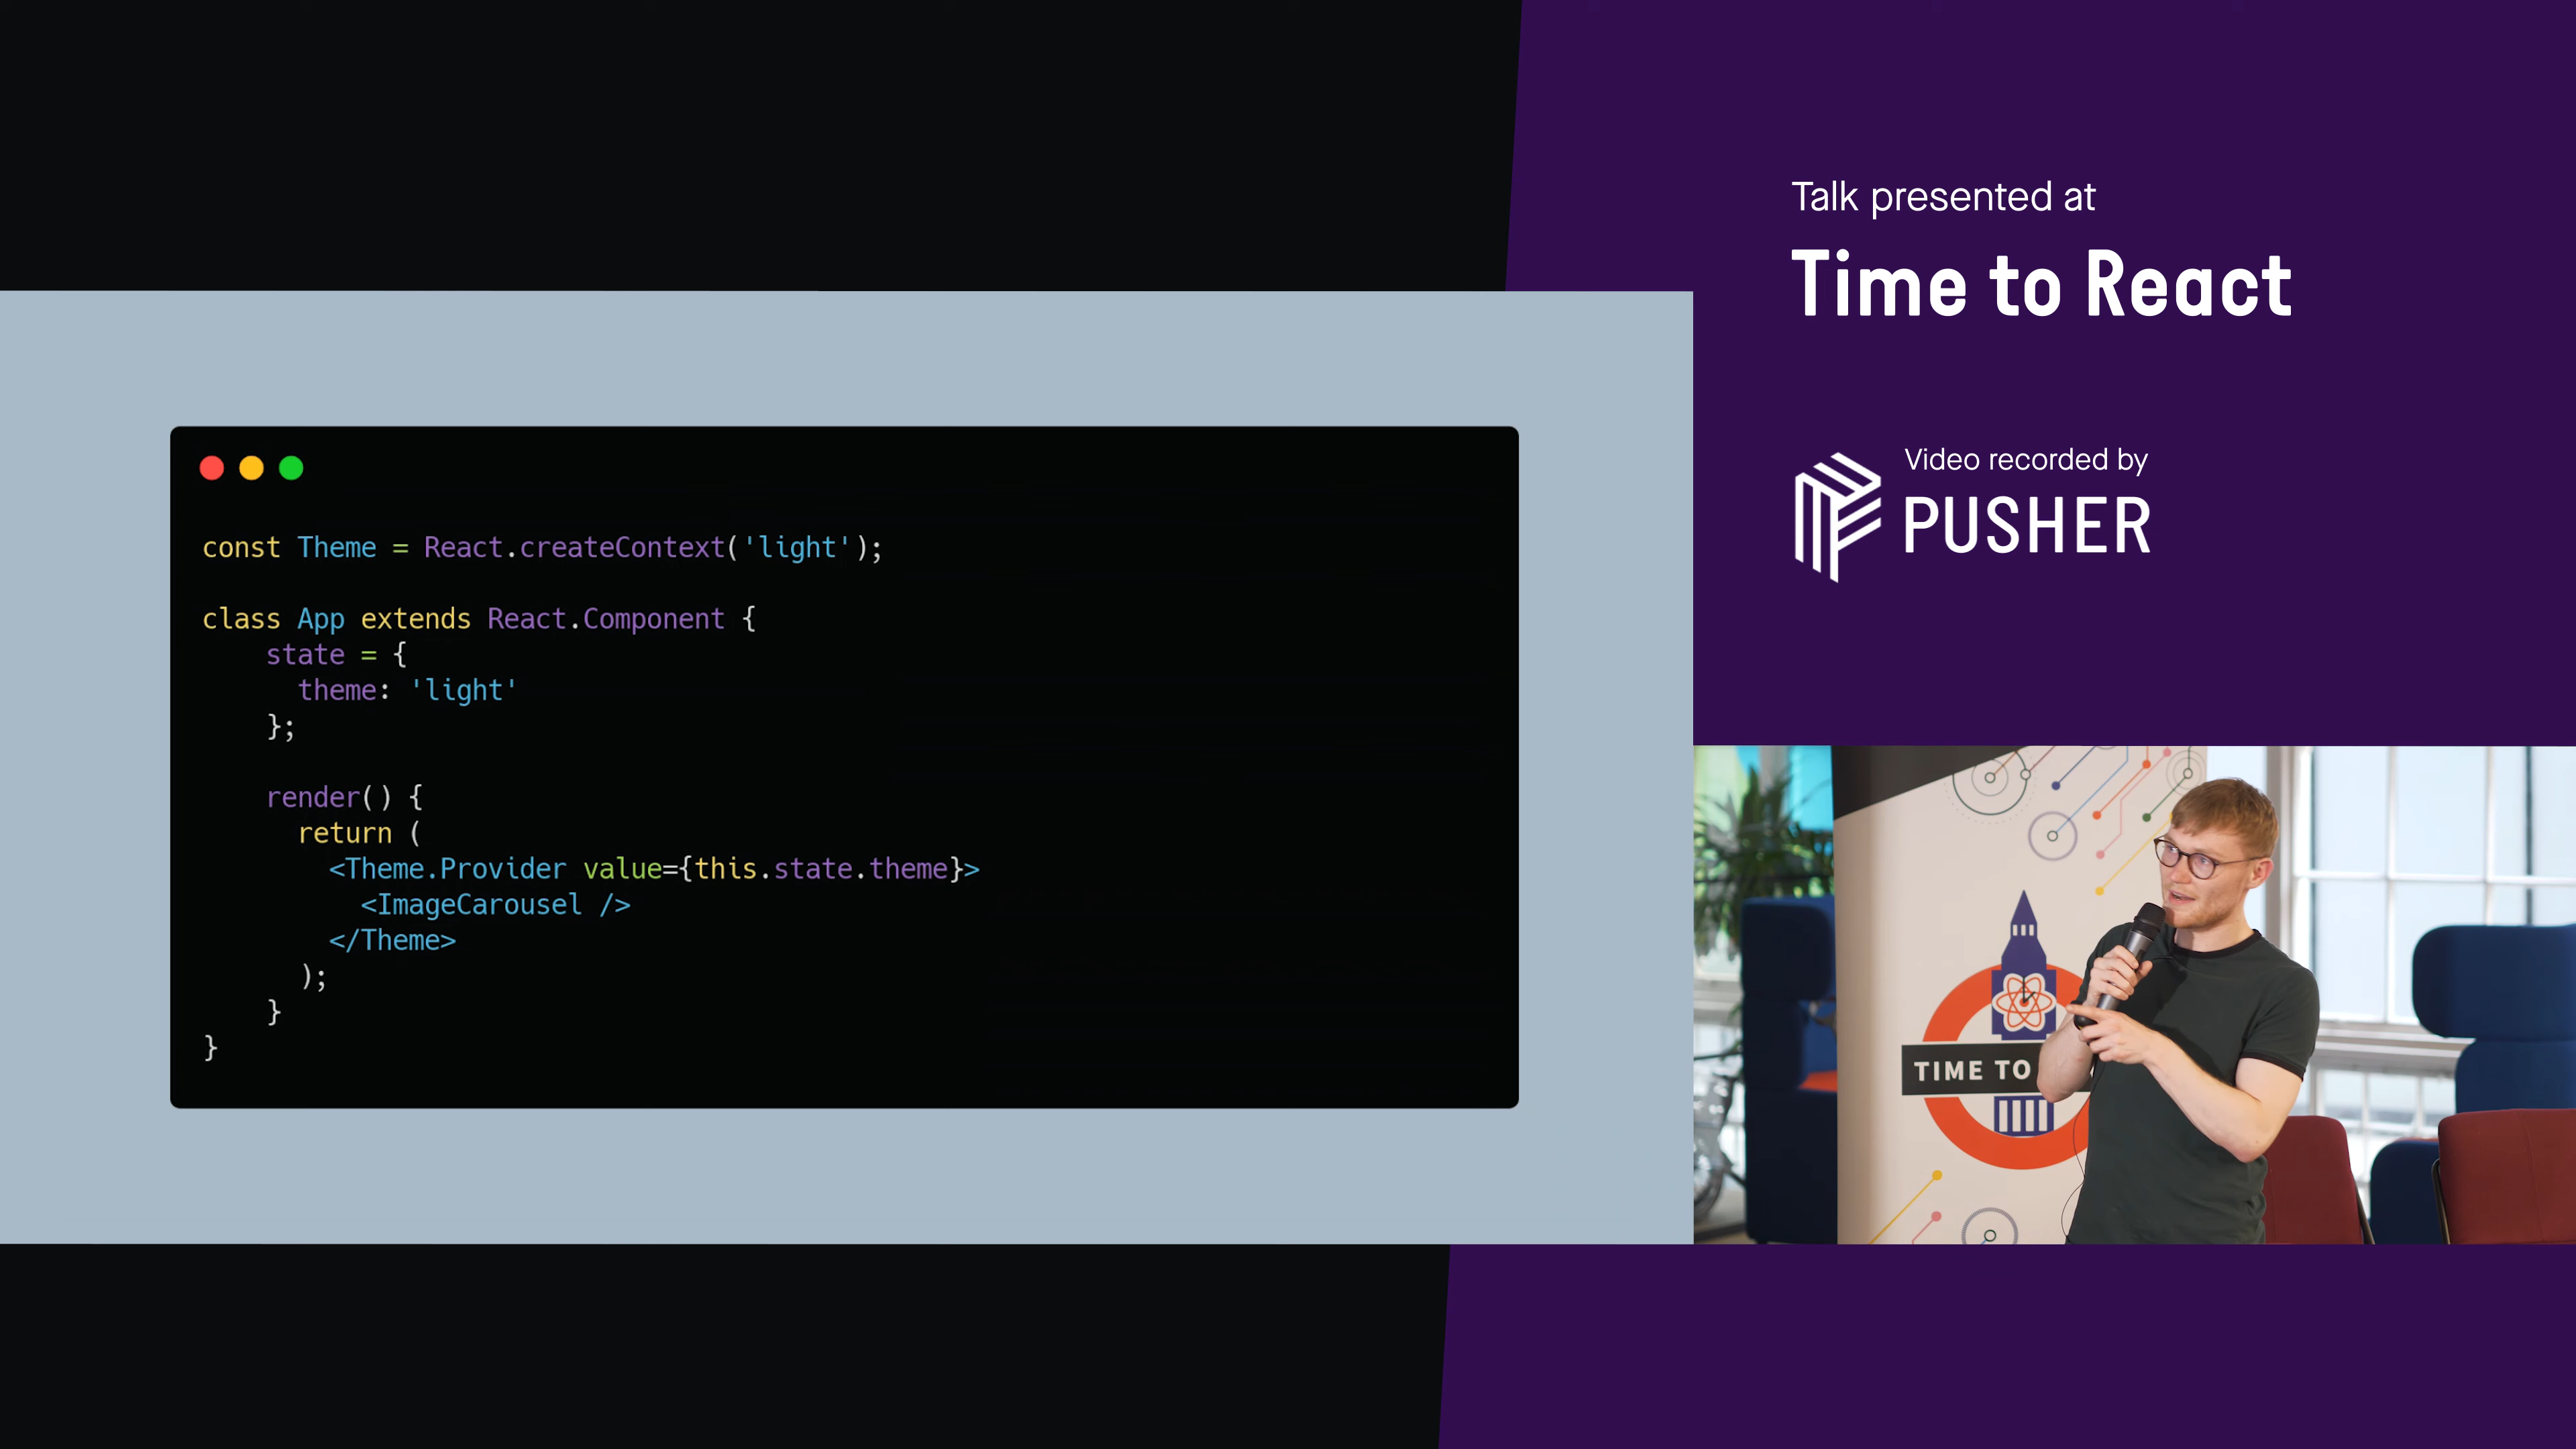 const Theme = React.createContext('light');
class App extends React.Component {
state = {
theme: 'light'
};
render() {
return (
<Theme.Provider value={this.state.theme}>
<ImageCarousel />
</Theme>
);
}
}
Talk presented at
Time to React
Video recorded by
PUSHER
TIME TO